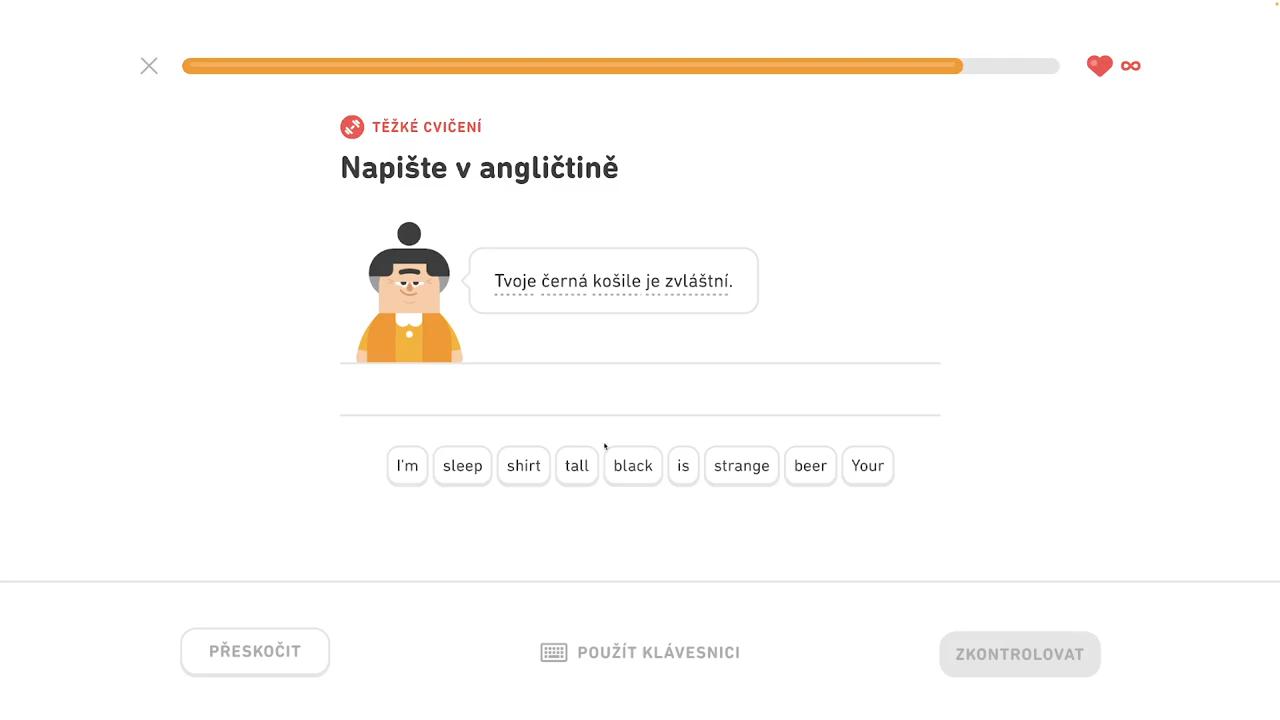 TĚŽKÉ CVIČENÍ
Napište v angličtině
Tvoje černá košile je zvláštní.
I'm sleep shirt tall black is strange beer Your
PŘESKOČIT POUŽÍT KLÁVESNICI ZKONTROLOVAT